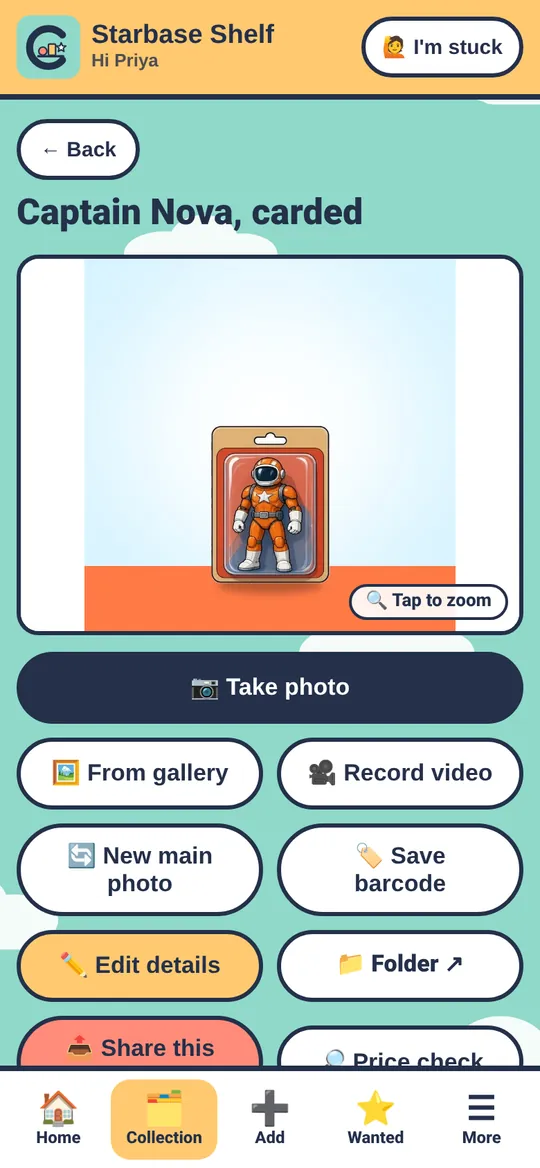 Starbase Shelf
Hi Priya
I'm stuck
← Back
Captain Nova, carded
Tap to zoom
Take photo
From gallery
Record video
New main
photo
Save
barcode
Edit details
Folder ↗
Share this
Price check
Home
Collection
Add
Wanted
More